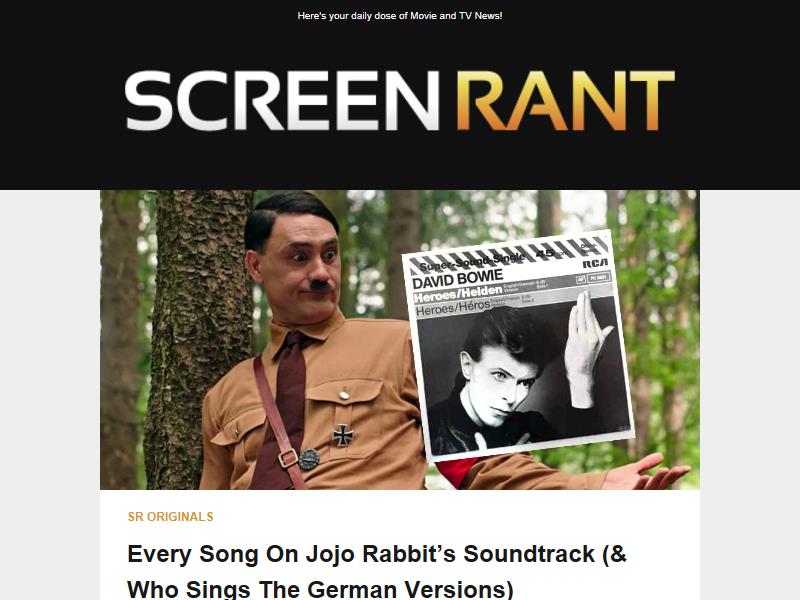 Here's your daily dose of Movie and TV News!
SCREEN RANT
Super-Sound-Single 45
DAVID BOWIE
RCA
Heroes/Helden
Heroes/Héros
SR ORIGINALS
Every Song On Jojo Rabbit’s Soundtrack (&
Who Sings The German Versions)